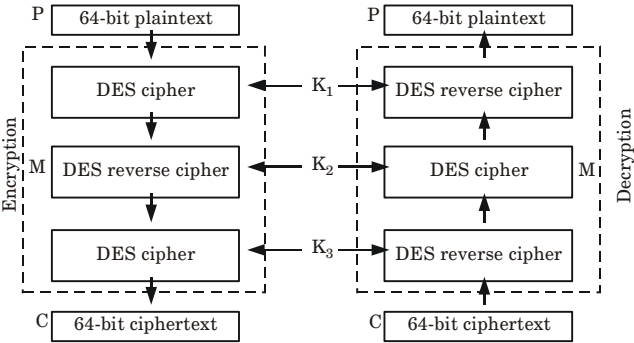 P 64-bit plaintext P 64-bit plaintext
DES cipher K₁ DES reverse cipher
Encryption M DES reverse cipher K₂ DES cipher M Decryption
DES cipher K₃ DES reverse cipher
C 64-bit ciphertext C 64-bit ciphertext